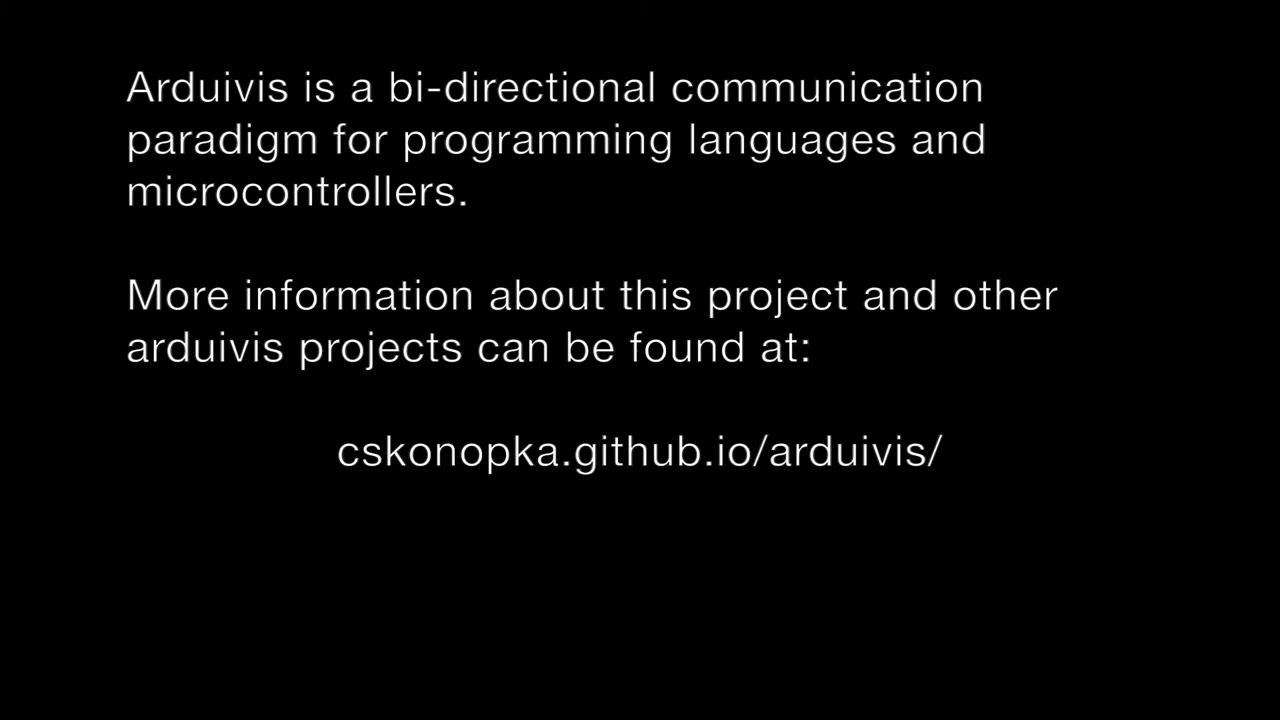 Arduivis is a bi-directional communication
paradigm for programming languages and
microcontrollers.
More information about this project and other
arduivis projects can be found at:
cskonopka.github.io/arduivis/